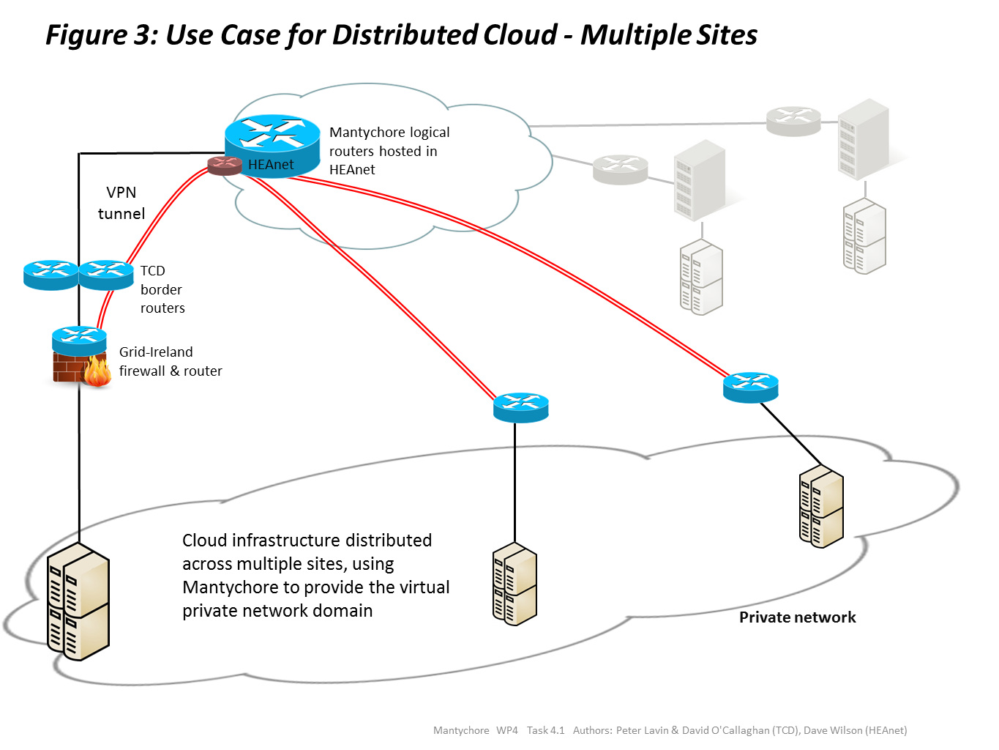 Figure 3: Use Case for Distributed Cloud - Multiple Sites
Mantychore logical
routers hosted in
HEAnet
HEAnet
VPN
tunnel
TCD
border
routers
Grid-Ireland
firewall & router
Cloud infrastructure distributed
across multiple sites, using
Mantychore to provide the virtual
private network domain
Private network
Mantychore WP4 Task 4.1 Authors: Peter Lavin & David O'Callaghan (TCD), Dave Wilson (HEAnet)